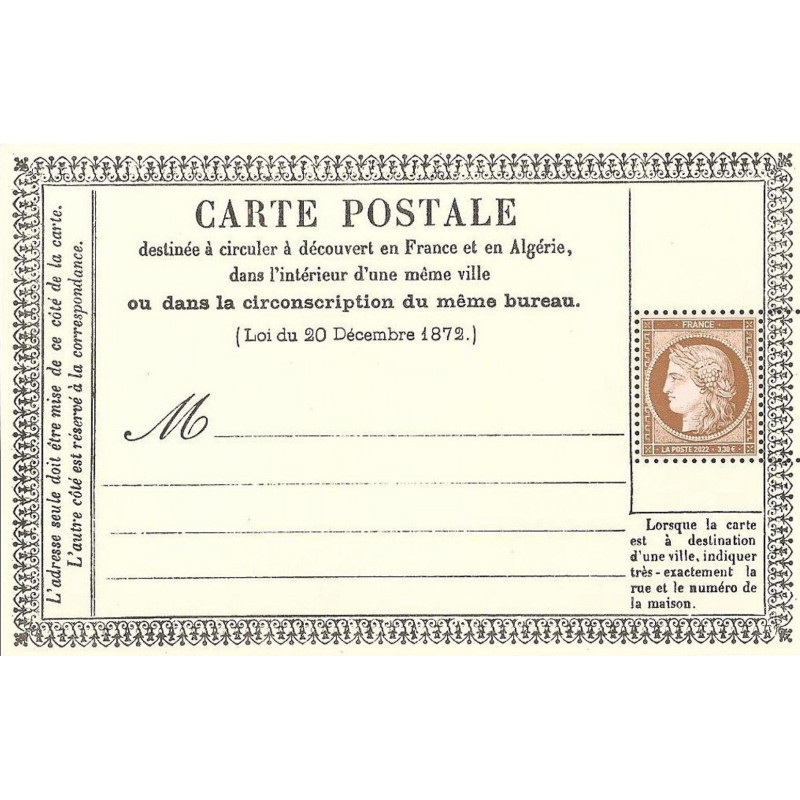 CARTE POSTALE
destinée à circuler à découvert en France et en Algérie,
dans l'intérieur d'une même ville
ou dans la circonscription du même bureau.
(Loi du 20 Décembre 1872.)
M
L'adresse seule doit être mise de ce côté de la carte.
L'autre côté est réservé à la correspondance.
FRANCE
LA POSTE 2022 - 3,30 €
Lorsque la carte
est à destination
d'une ville, indiquer
très-exactement la
rue et le numéro de
la maison.